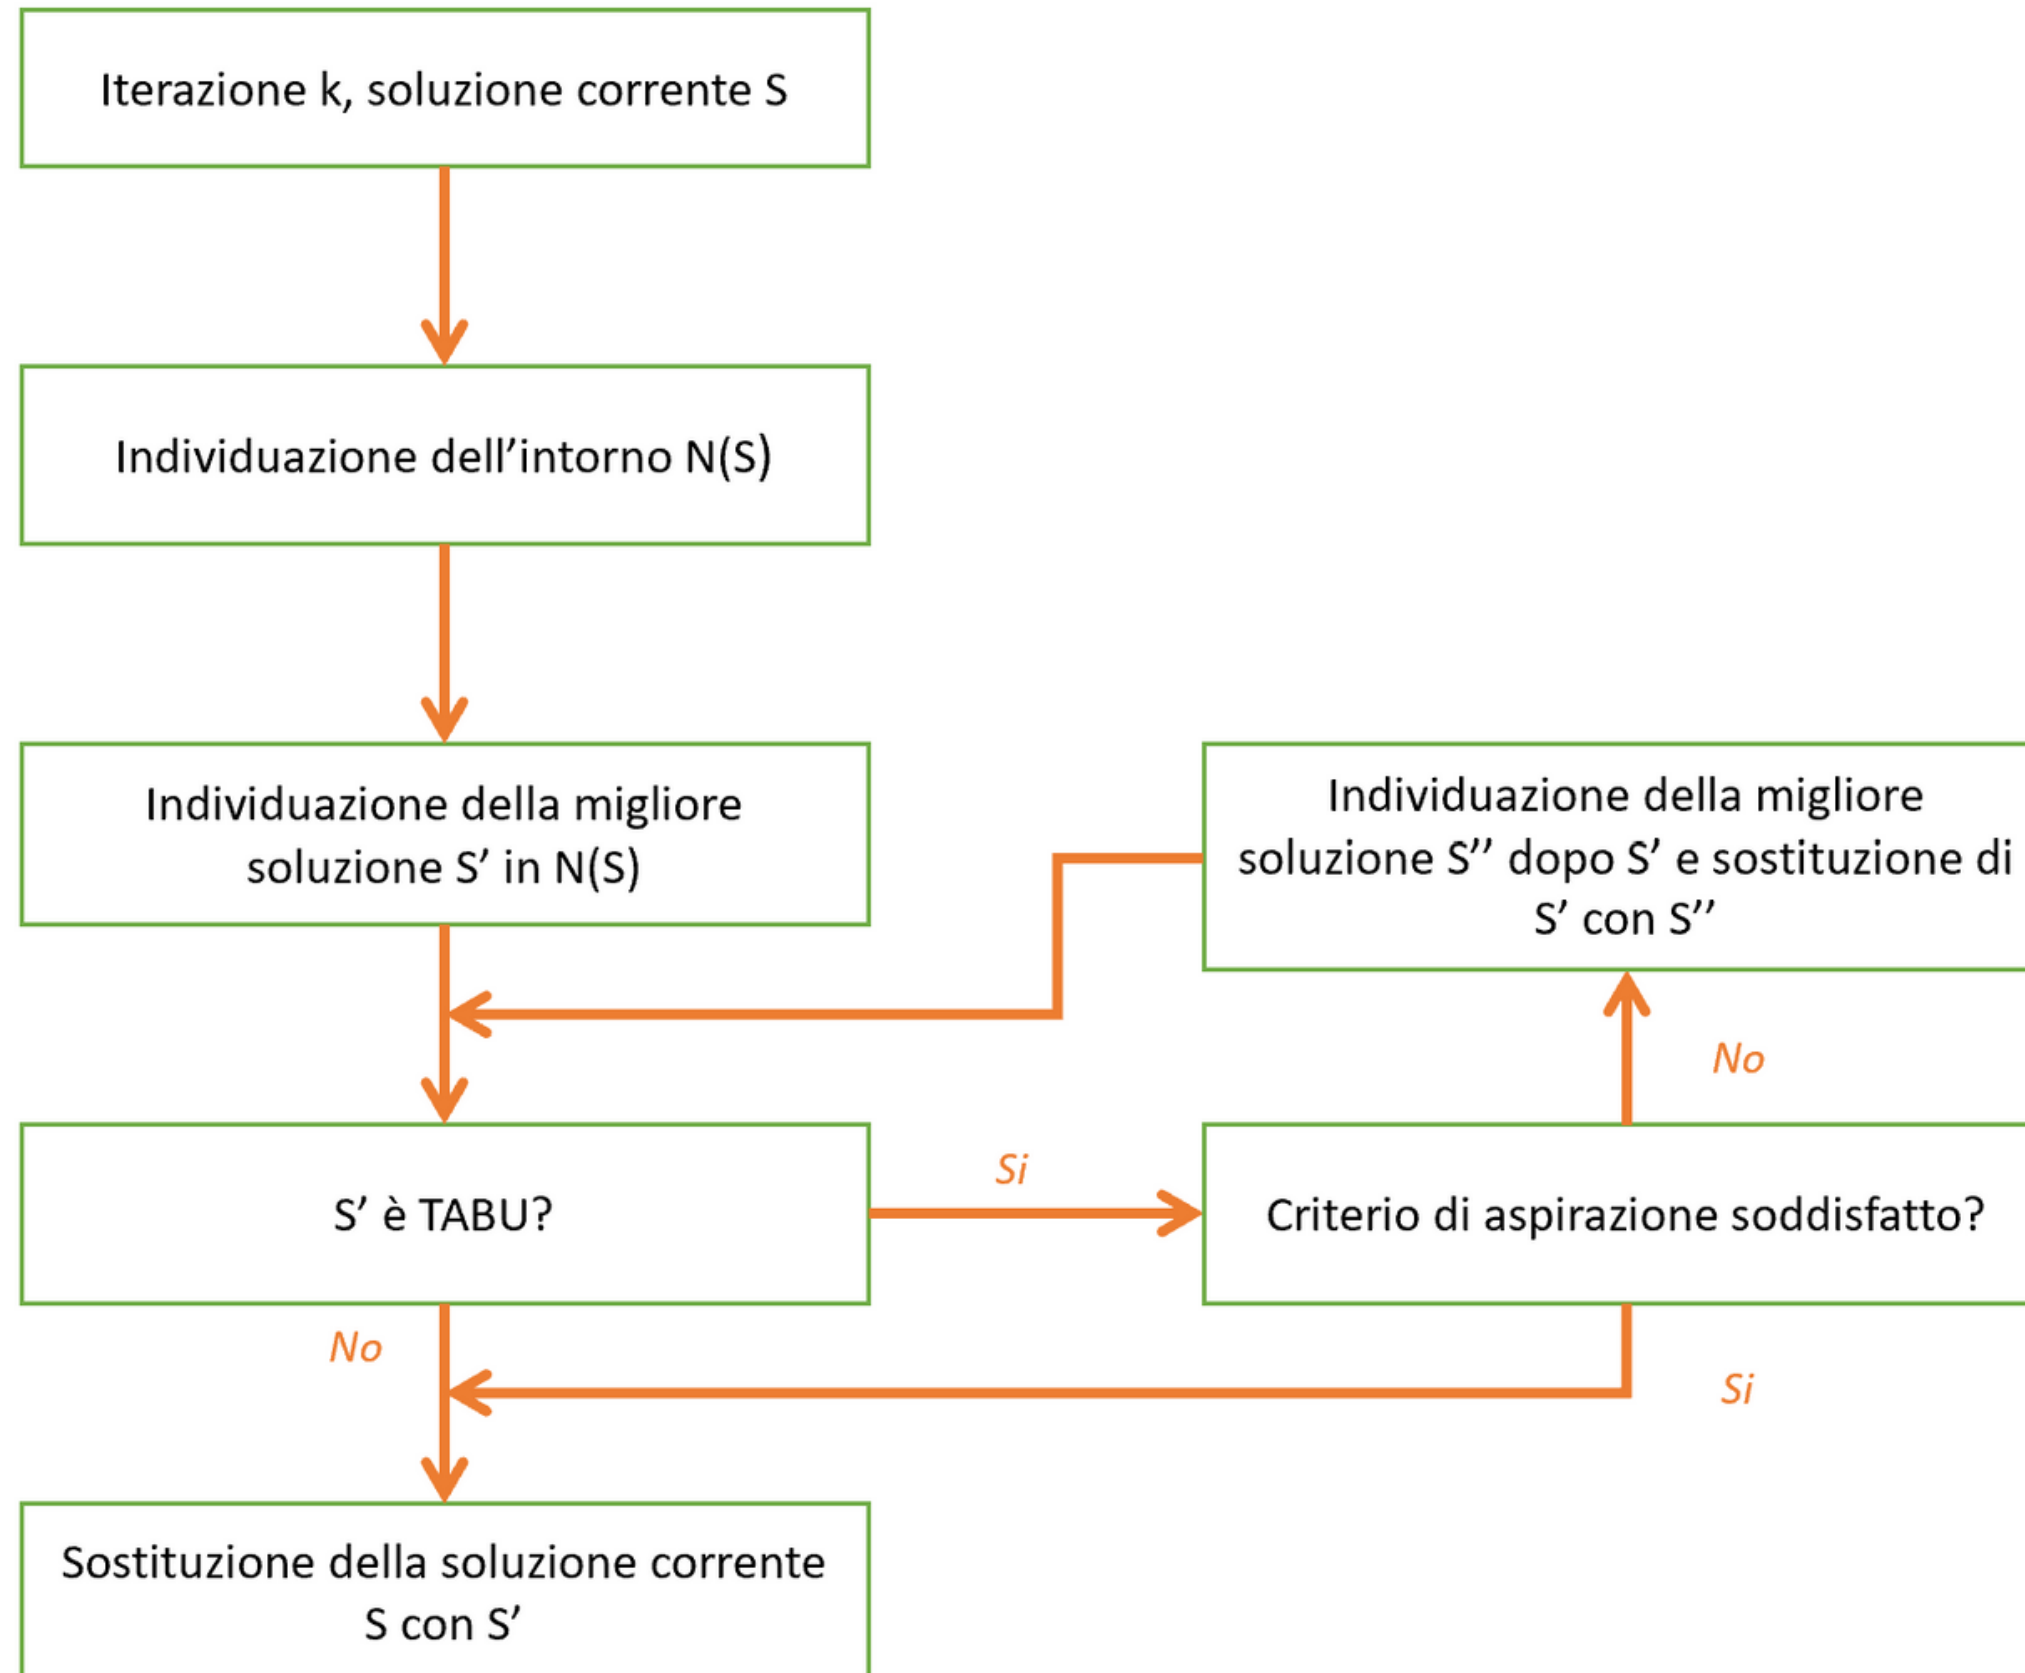 Iterazione k, soluzione corrente S
Individuazione dell’intorno N(S)
Individuazione della migliore
soluzione S’ in N(S)
Individuazione della migliore
soluzione S’’ dopo S’ e sostituzione di
S’ con S’’
No
S’ è TABU?
Si
Criterio di aspirazione soddisfatto?
No
Si
Sostituzione della soluzione corrente
S con S’